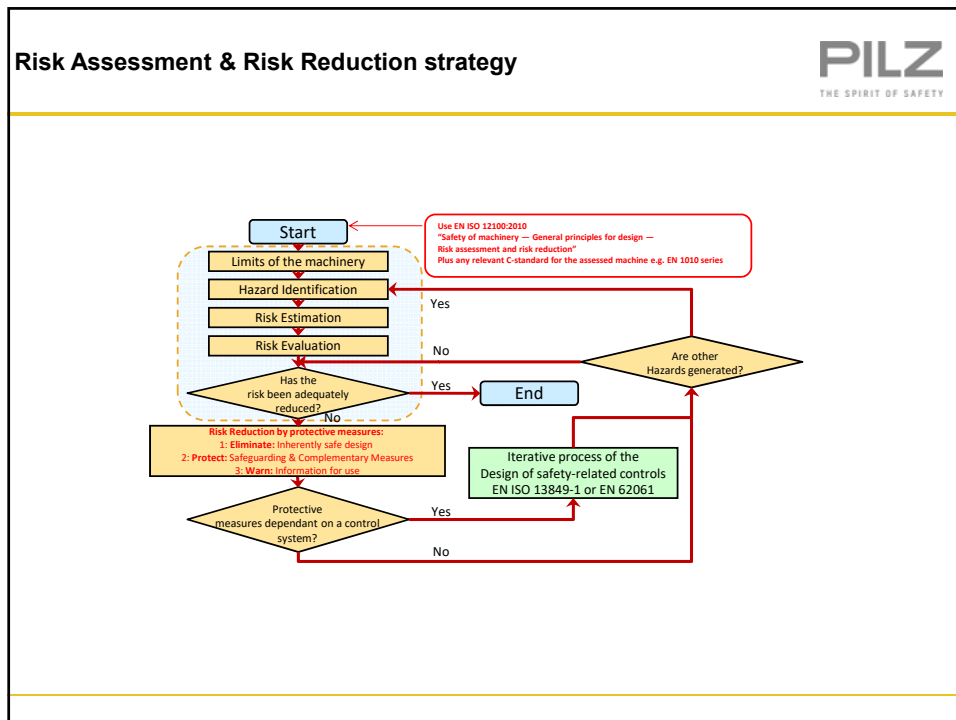 Risk Assessment & Risk Reduction strategy
PILZ
THE SPIRIT OF SAFETY
Start
Use EN ISO 12100:2010
"Safety of machinery — General principles for design —
Risk assessment and risk reduction"
Plus any relevant C-standard for the assessed machine e.g. EN 1010 series
Limits of the machinery
Hazard Identification
Yes
Risk Estimation
Risk Evaluation
No
Are other
Hazards generated?
Has the
risk been adequately
reduced?
Yes
End
No
Risk Reduction by protective measures:
1: Eliminate: Inherently safe design
2: Protect: Safeguarding & Complementary Measures
3: Warn: Information for use
Iterative process of the
Design of safety-related controls
EN ISO 13849-1 or EN 62061
Protective
measures dependant on a control
system?
Yes
No